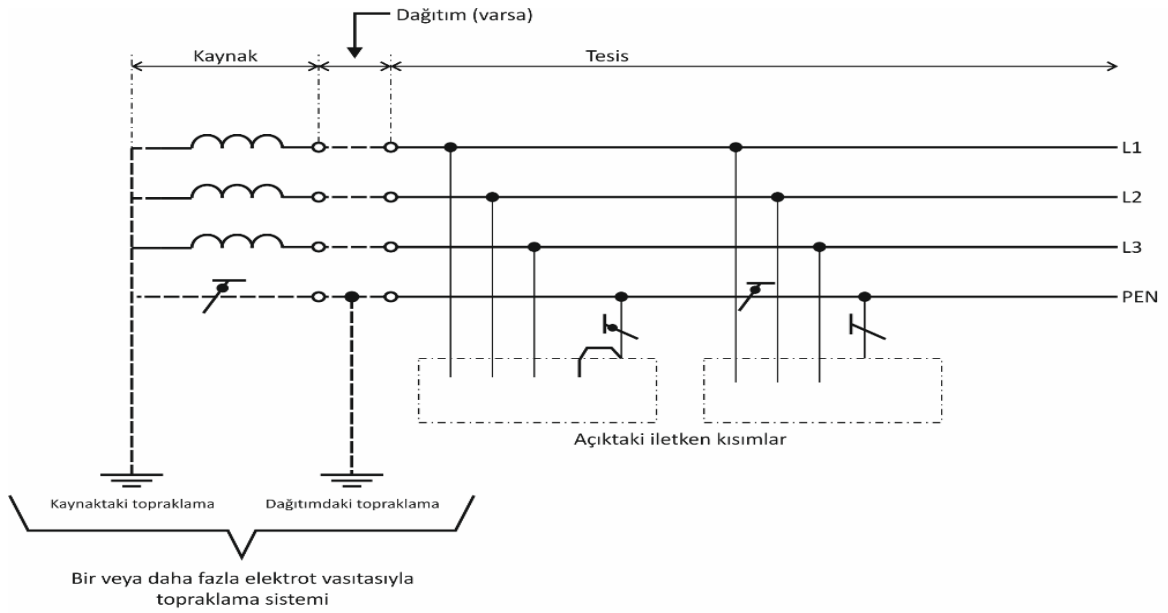 Dağıtım (varsa)
Kaynak
Tesis
L1
L2
L3
PEN
Açıktaki iletken kısımlar
Kaynaktaki topraklama
Dağıtımdaki topraklama
Bir veya daha fazla elektrot vasıtasıyla
topraklama sistemi